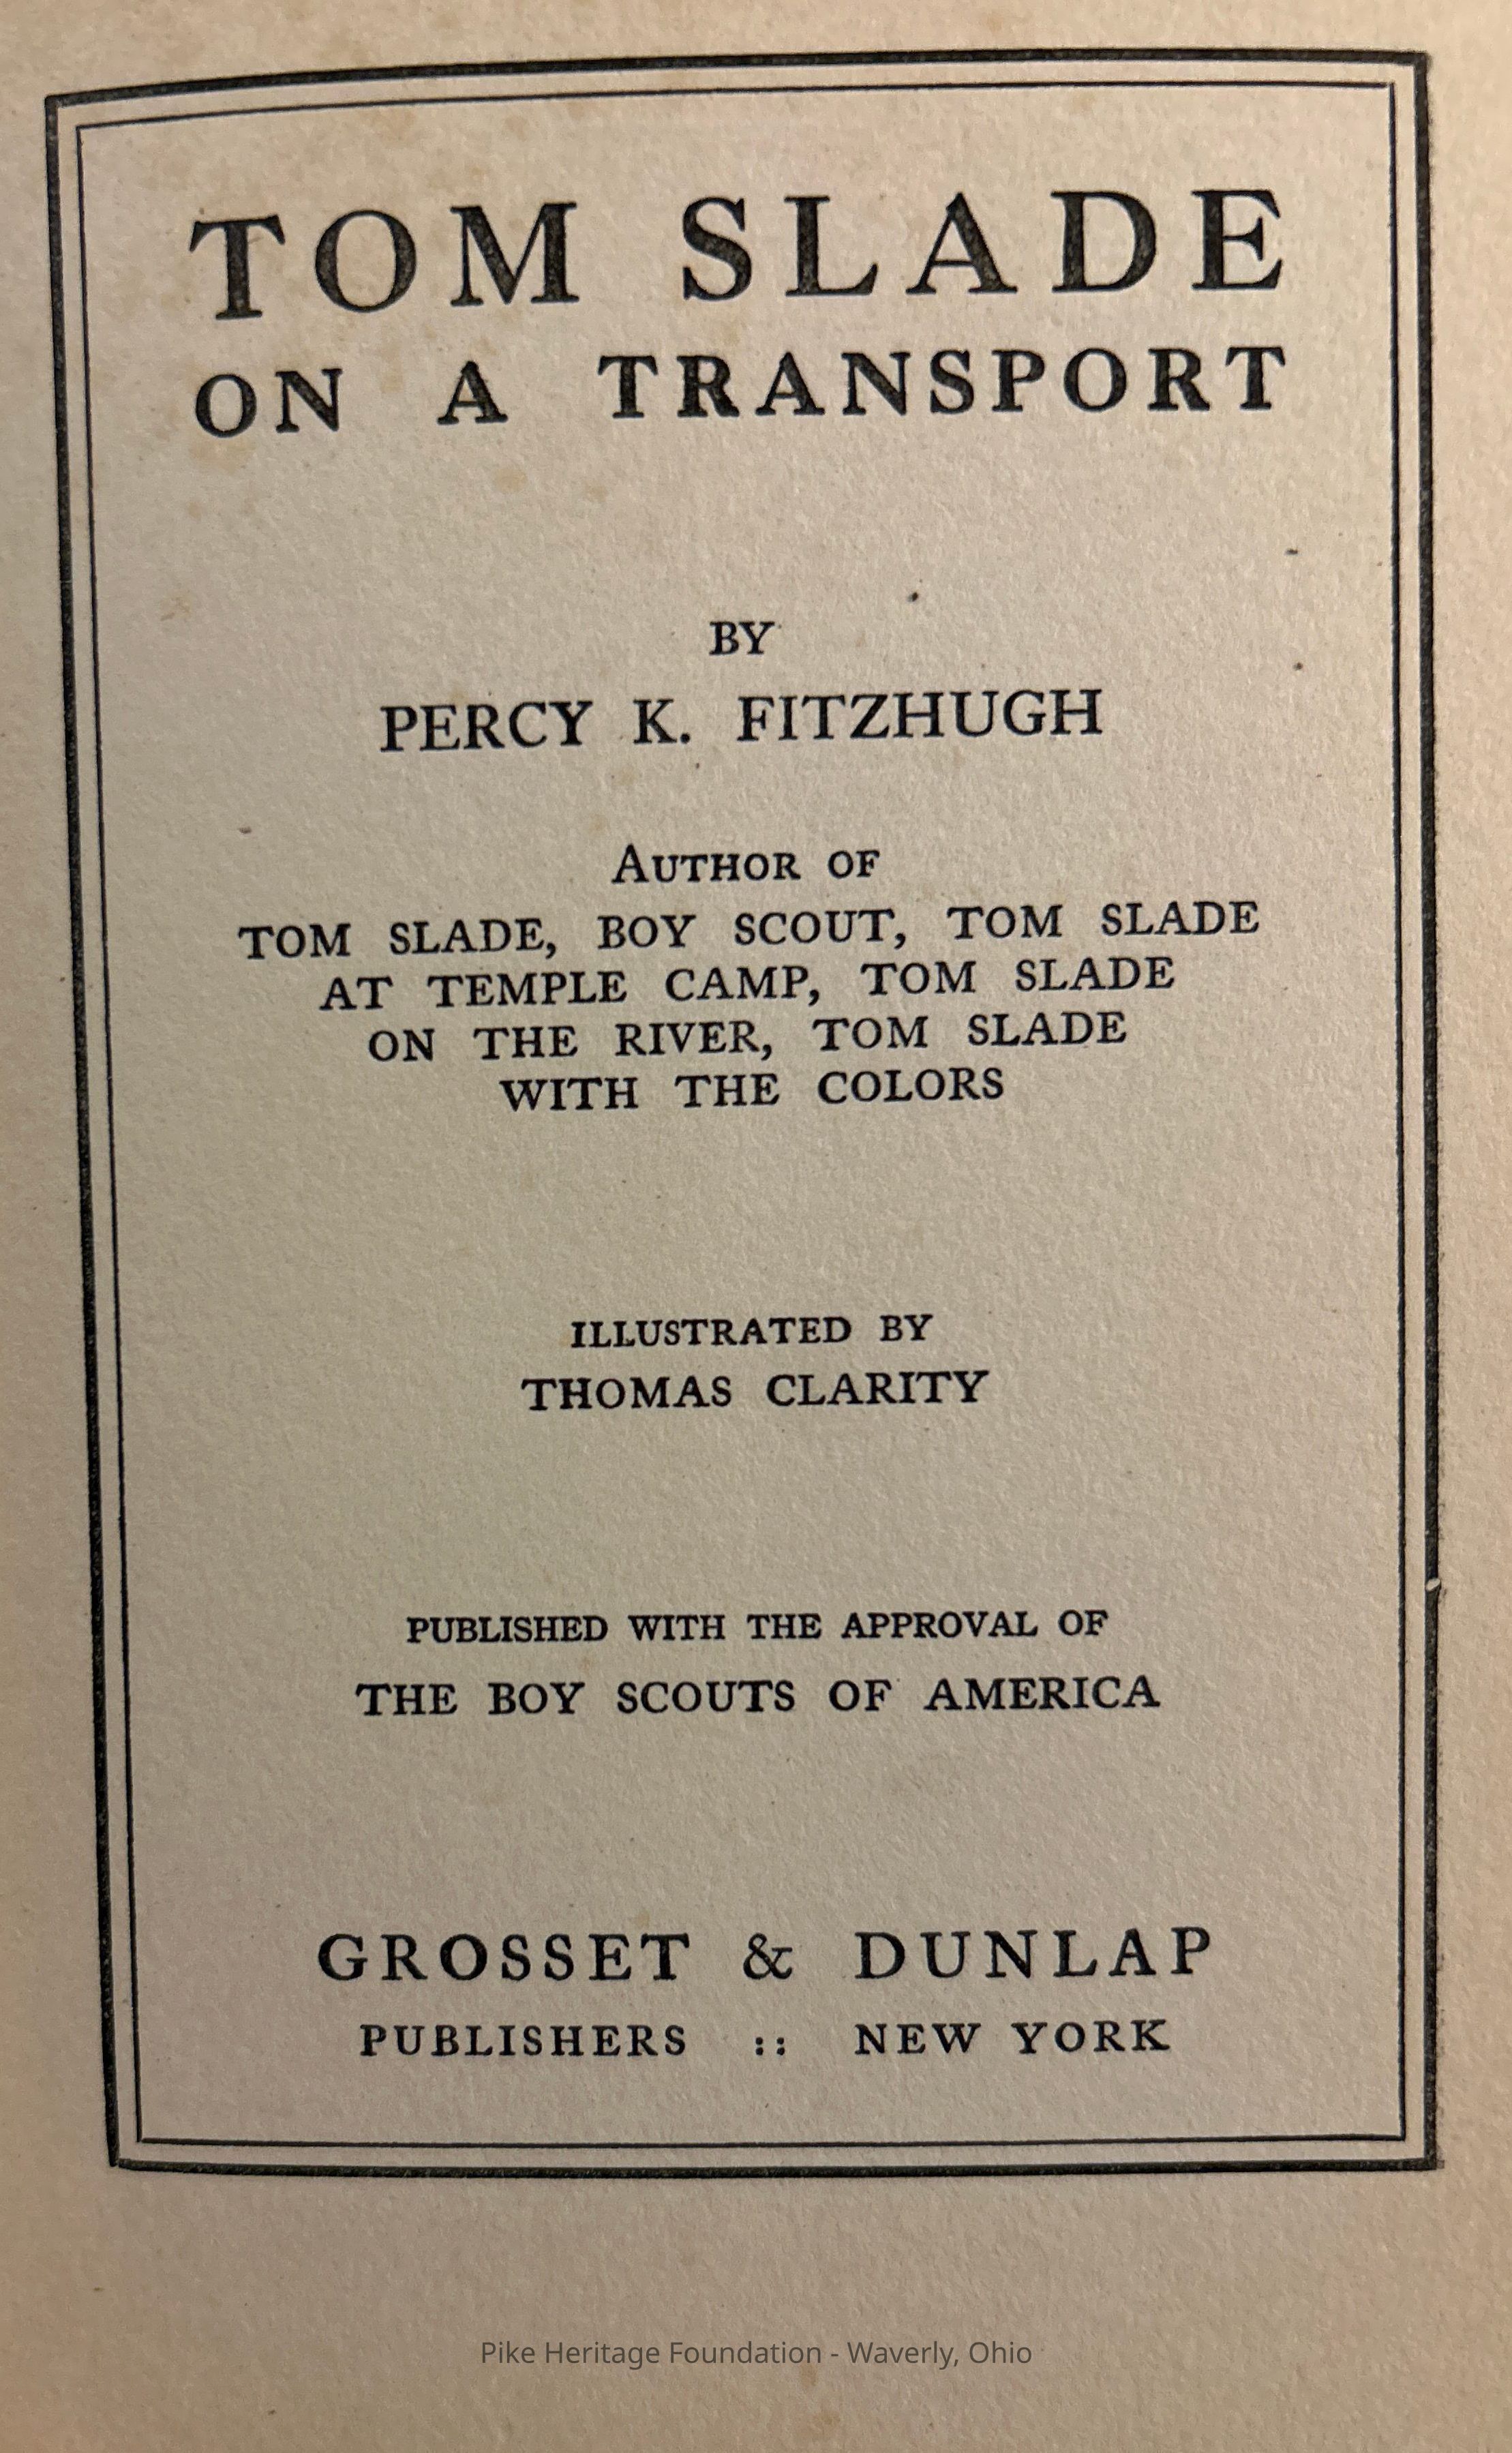 TOM SLADE
ON A TRANSPORT
BY
PERCY K. FITZHUGH
AUTHOR OF
TOM SLADE, BOY SCOUT, TOM SLADE
AT TEMPLE CAMP, TOM SLADE
ON THE RIVER, TOM SLADE
WITH THE COLORS
ILLUSTRATED BY
THOMAS CLARITY
PUBLISHED WITH THE APPROVAL OF
THE BOY SCOUTS OF AMERICA
GROSSET & DUNLAP
PUBLISHERS :: NEW YORK
Pike Heritage Foundation - Waverly, Ohio